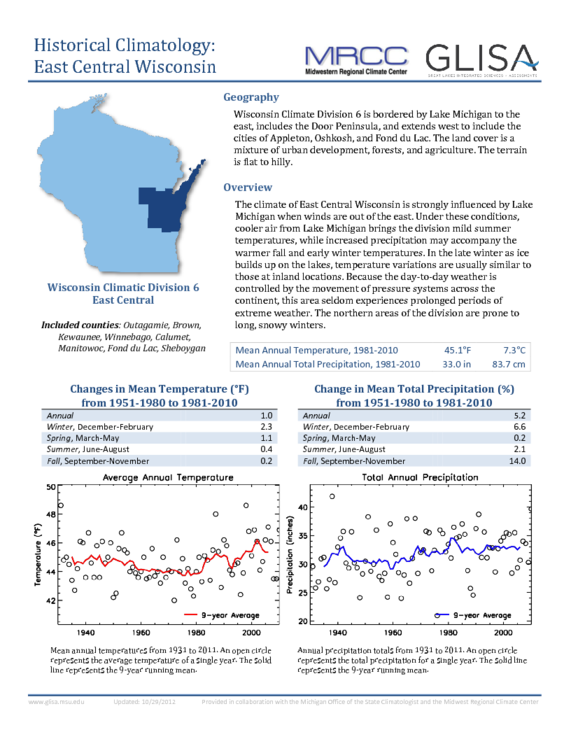 Historical Climatology:
East Central Wisconsin
MRCC
Midwestern Regional Climate Center
GLISA
GREAT LAKES INTEGRATED SCIENCES + ASSESSMENTS
Wisconsin Climatic Division 6
East Central
Included counties: Outagamie, Brown,
Kewaunee, Winnebago, Calumet,
Manitowoc, Fond du Lac, Sheboygan
Geography
Wisconsin Climate Division 6 is bordered by Lake Michigan to the
east, includes the Door Peninsula, and extends west to include the
cities of Appleton, Oshkosh, and Fond du Lac. The land cover is a
mixture of urban development, forests, and agriculture. The terrain
is flat to hilly.
Overview
The climate of East Central Wisconsin is strongly influenced by Lake
Michigan when winds are out of the east. Under these conditions,
cooler air from Lake Michigan brings the division mild summer
temperatures, while increased precipitation may accompany the
warmer fall and early winter temperatures. In the late winter as ice
builds up on the lakes, temperature variations are usually similar to
those at inland locations. Because the day-to-day weather is
controlled by the movement of pressure systems across the
continent, this area seldom experiences prolonged periods of
extreme weather. The northern areas of the division are prone to
long, snowy winters.
Mean Annual Temperature, 1981-2010 45.1°F 7.3°C
Mean Annual Total Precipitation, 1981-2010 33.0 in 83.7 cm
Changes in Mean Temperature (°F)
from 1951-1980 to 1981-2010
Annual 1.0
Winter, December-February 2.3
Spring, March-May 1.1
Summer, June-August 0.4
Fall, September-November 0.2
Change in Mean Total Precipitation (%)
from 1951-1980 to 1981-2010
Annual 5.2
Winter, December-February 6.6
Spring, March-May 0.2
Summer, June-August 2.1
Fall, September-November 14.0
Average Annual Temperature
Temperature (°F)
50
48
46
44
42
9-year Average
1940 1960 1980 2000
Mean annual temperatures from 1931 to 2011. An open circle
represents the average temperature of a single year. The solid
line represents the 9-year running mean.
Total Annual Precipitation
Precipitation (inches)
40
35
30
25
20
9-year Average
1940 1960 1980 2000
Annual precipitation totals from 1931 to 2011. An open circle
represents the total precipitation for a single year. The solid line
represents the 9-year running mean.
www.glisa.msu.edu Updated: 10/29/2012 Provided in collaboration with the Michigan Office of the State Climatologist and the Midwest Regional Climate Center